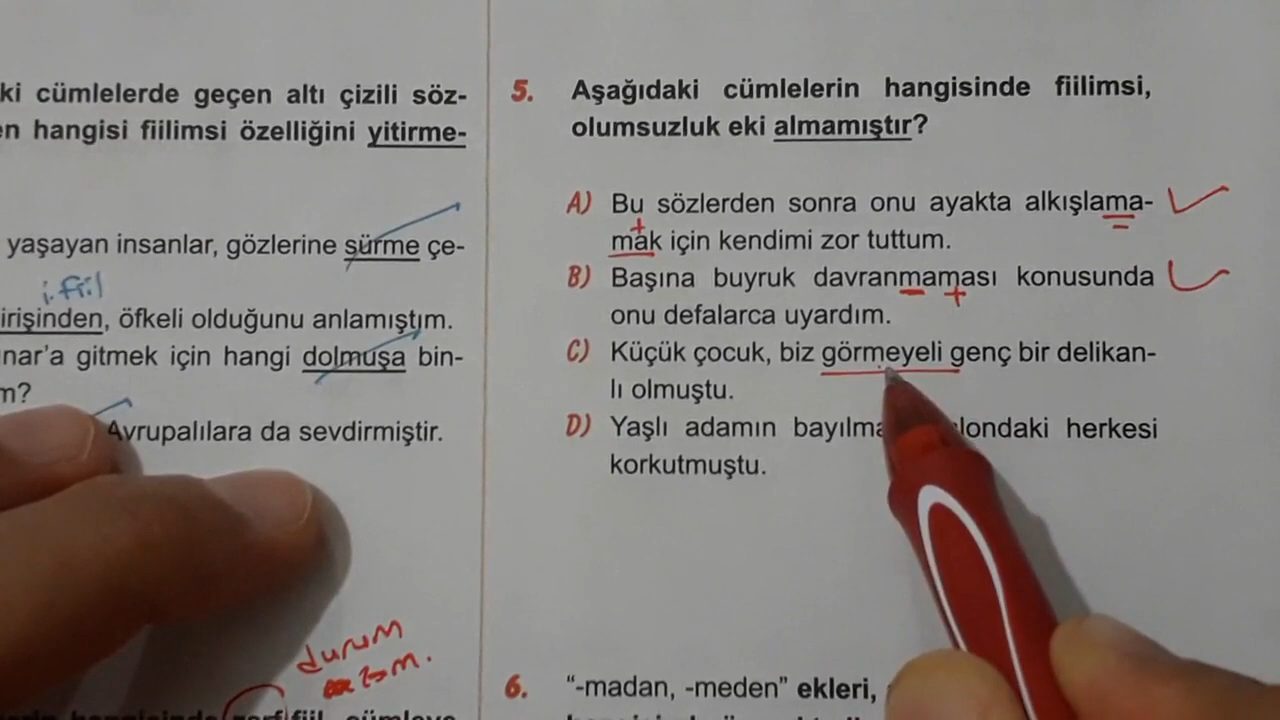 ki cümlelerde geçen altı çizili söz-
n hangisi fiilimsi özelliğini yitirme-
yaşayan insanlar, gözlerine sürme çe-
i. fiil
irişinden, öfkeli olduğunu anlamıştım.
nar'a gitmek için hangi dolmuşa bin-
m?
Avrupalılara da sevdirmiştir.
durum
5. Aşağıdaki cümlelerin hangisinde fiilimsi,
olumsuzluk eki almamıştır?
A) Bu sözlerden sonra onu ayakta alkışlama-
mak için kendimi zor tuttum.
B) Başına buyruk davranmaması konusunda
onu defalarca uyardım.
C) Küçük çocuk, biz görmeyeli genç bir delikan-
lı olmuştu.
D) Yaşlı adamın bayılma londaki herkesi
korkutmuştu.
6. "-madan, -meden" ekleri,